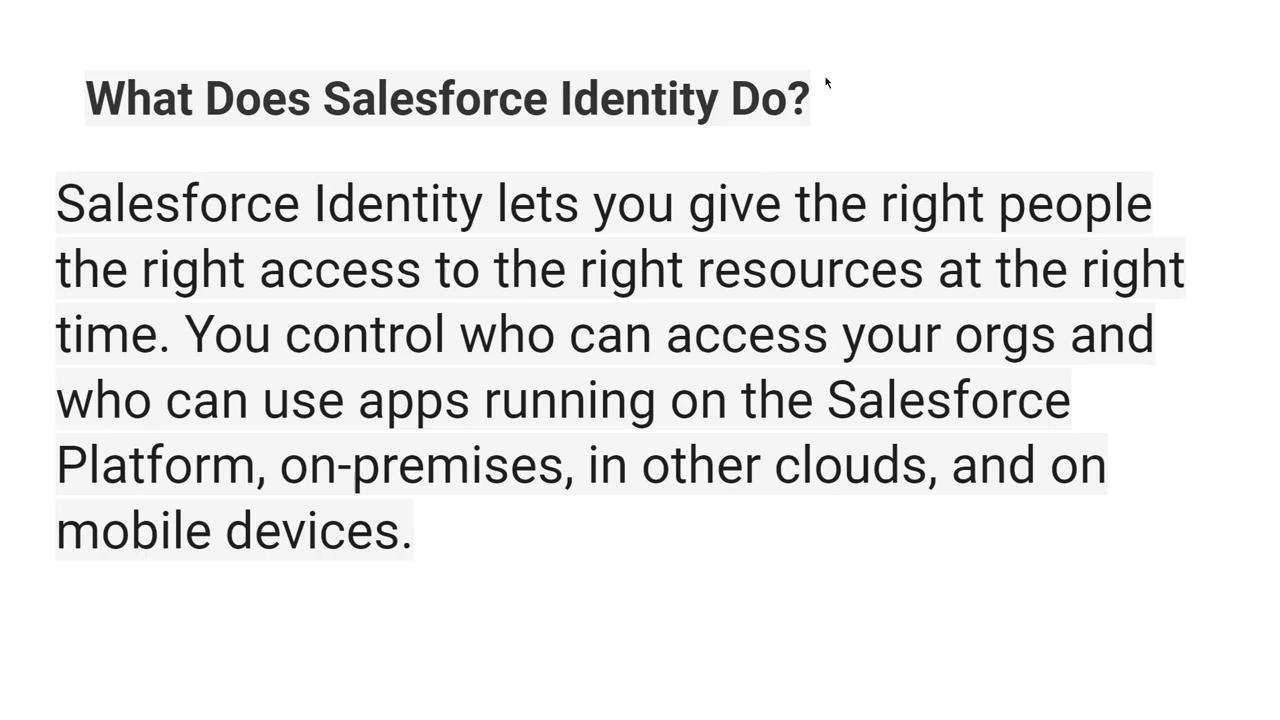 What Does Salesforce Identity Do?
Salesforce Identity lets you give the right people
the right access to the right resources at the right
time. You control who can access your orgs and
who can use apps running on the Salesforce
Platform, on-premises, in other clouds, and on
mobile devices.